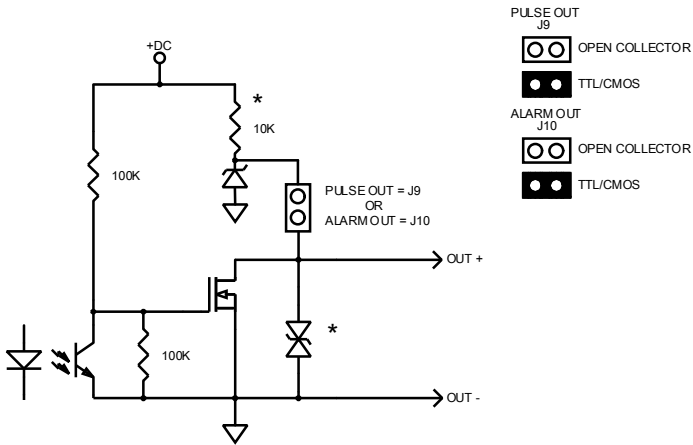 PULSE OUT
J9
OPEN COLLECTOR
TTL/CMOS
ALARM OUT
J10
OPEN COLLECTOR
TTL/CMOS
+DC
*
10K
100K
PULSE OUT = J9
OR
ALARM OUT = J10
OUT +
*
100K
OUT -